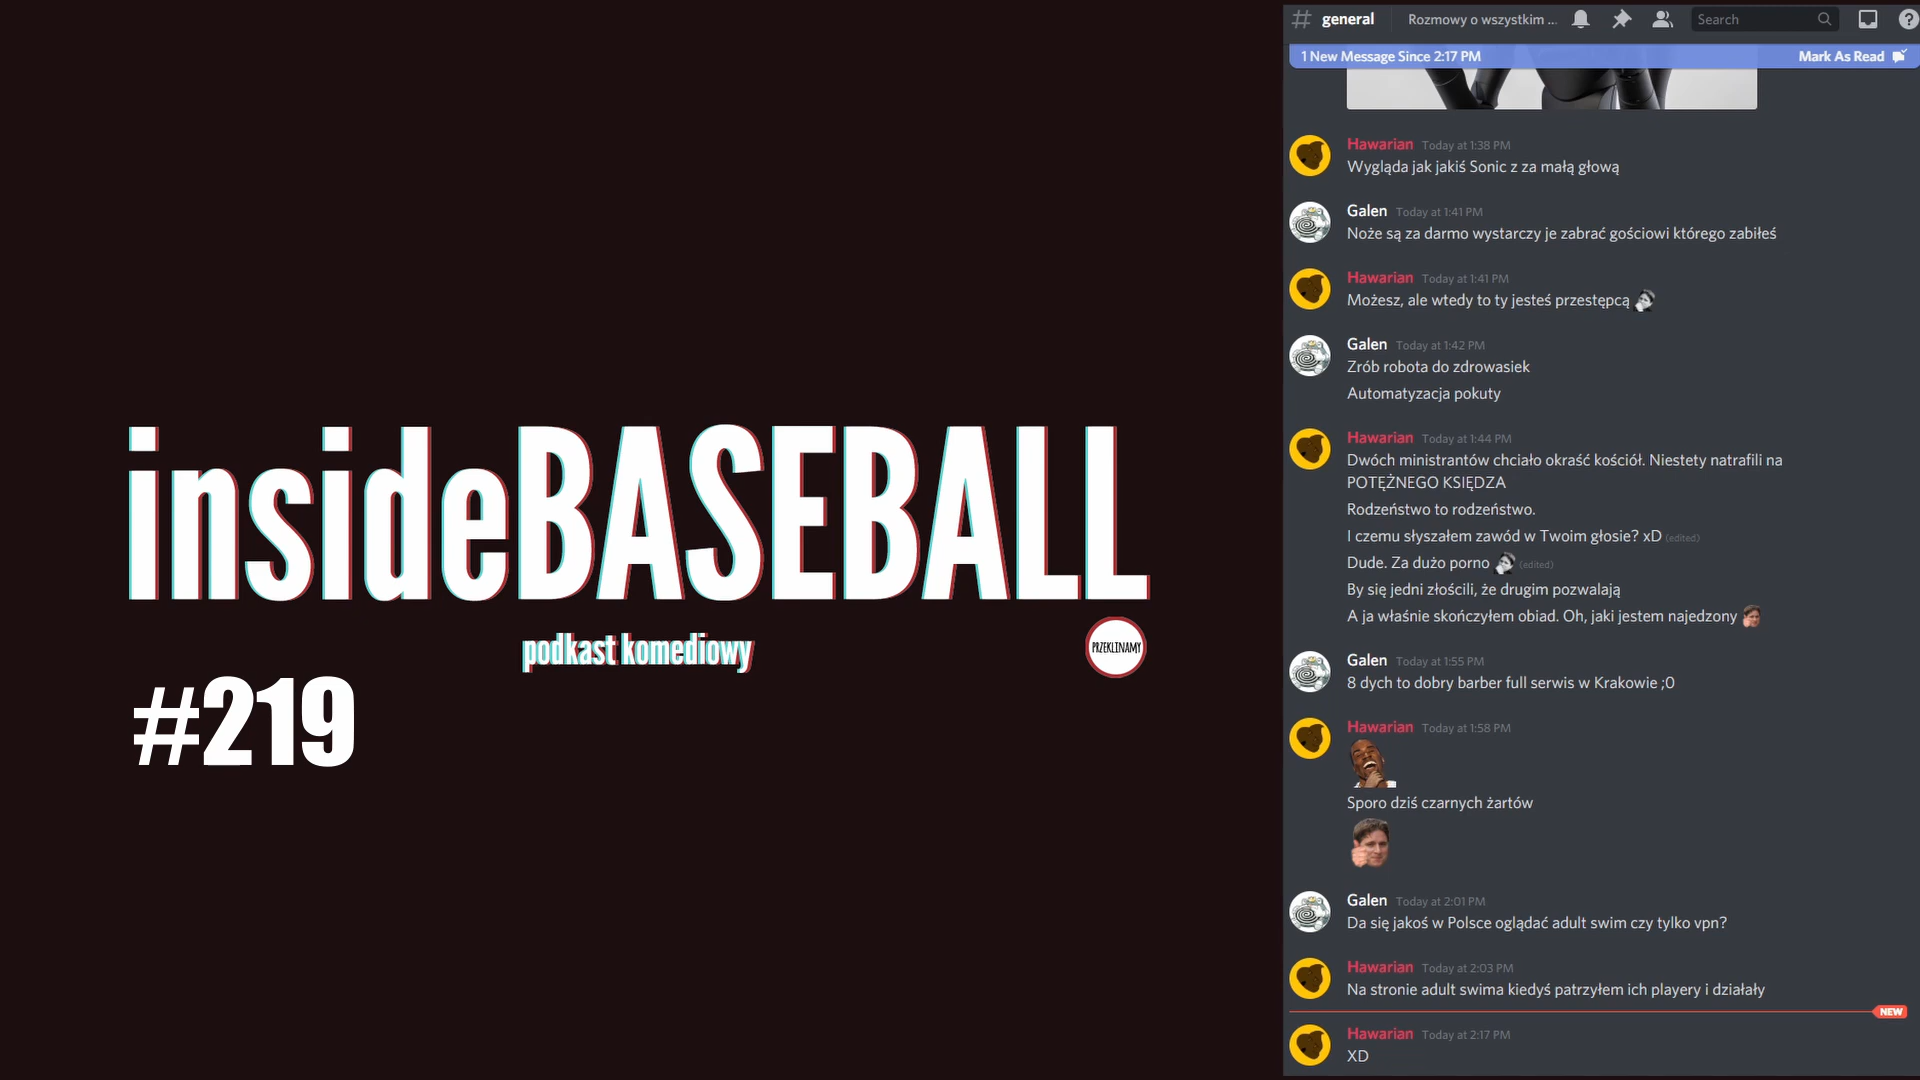 insideBASEBALL
podkast komediowy
PRZEKLINAMY
#219
general
Rozmowy o wszystkim ...
Search
1 New Message Since 2:17 PM
Mark As Read
Hawarian Today at 1:38 PM
Wygląda jak jakiś Sonic z za małą głową
Galen Today at 1:41 PM
Noże są za darmo wystarczy je zabrać gościowi którego zabiłeś
Hawarian Today at 1:41 PM
Możesz, ale wtedy to ty jesteś przestępcą
Galen Today at 1:42 PM
Zrób robota do zdrowasiek
Automatyzacja pokuty
Hawarian Today at 1:44 PM
Dwóch ministrantów chciało okraść kościół. Niestety natrafili na
POTĘŻNEGO KSIĘDZA
Rodzeństwo to rodzeństwo.
I czemu słyszałem zawód w Twoim głosie? xD (edited)
Dude. Za dużo porno (edited)
By się jedni złościli, że drugim pozwalają
A ja właśnie skończyłem obiad. Oh, jaki jestem najedzony
Galen Today at 1:55 PM
8 dych to dobry barber full serwis w Krakowie ;0
Hawarian Today at 1:58 PM
Sporo dziś czarnych żartów
Galen Today at 2:01 PM
Da się jakoś w Polsce oglądać adult swim czy tylko vpn?
Hawarian Today at 2:03 PM
Na stronie adult swima kiedyś patrzyłem ich playery i działały
NEW
Hawarian Today at 2:17 PM
XD